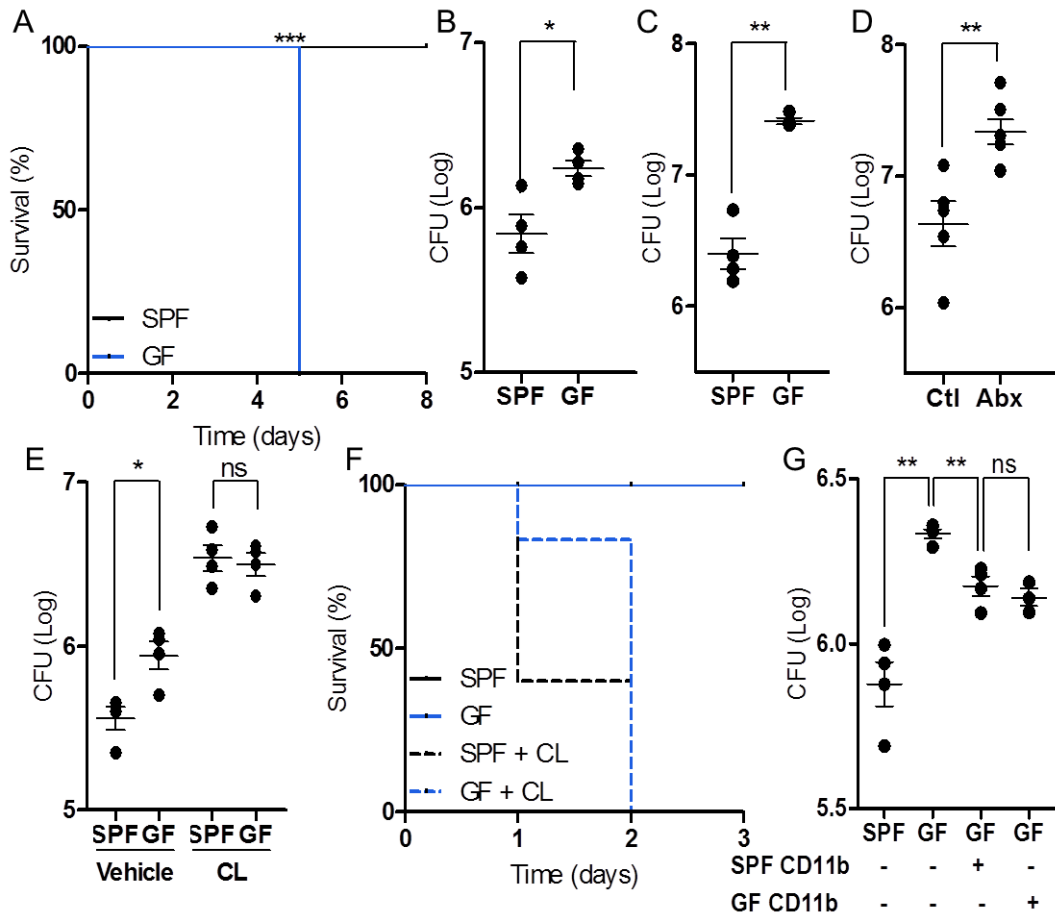 A
Survival (%)
100
50
0
***
SPF
GF
0 2 4 6 8
Time (days)
B
CFU (Log)
7
6
5
*
SPF GF
C
CFU (Log)
8
7
6
**
SPF GF
D
CFU (Log)
8
7
6
**
Ctl Abx
E
CFU (Log)
7
6
5
*
ns
SPF GF SPF GF
Vehicle CL
F
Survival (%)
100
50
0
SPF
GF
SPF + CL
GF + CL
0 1 2 3
Time (days)
G
CFU (Log)
6.5
6.0
5.5
** ** ns
SPF GF GF GF
SPF CD11b - - + -
GF CD11b - - - +